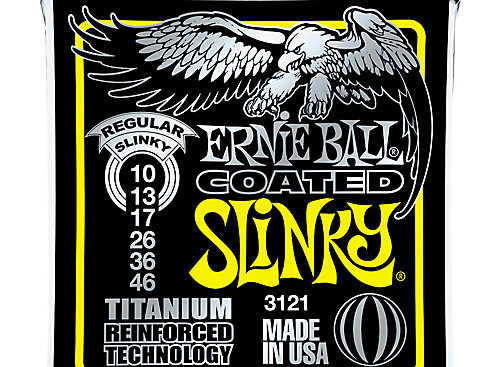 REGULAR
SLINKY
10
13
17
26
36
46
ERNIE BALL®
COATED
SLINKY®
TITANIUM
REINFORCED
TECHNOLOGY
3121
MADE
IN USA